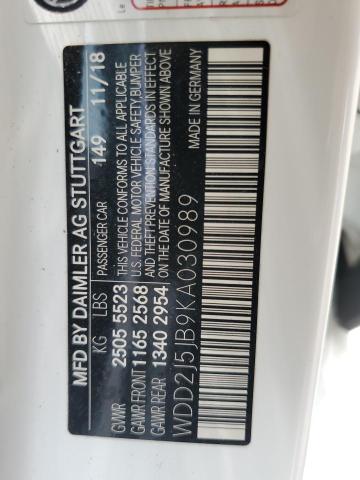 MFD BY DAIMLER AG STUTTGART
KG LBS PASSENGER CAR 149 11/18
GVWR 2505 5523 THIS VEHICLE CONFORMS TO ALL APPLICABLE
U.S. FEDERAL MOTOR VEHICLE SAFETY, BUMPER
GAWR FRONT 1165 2568 AND THEFT PREVENTION STANDARDS IN EFFECT
GAWR REAR 1340 2954 ON THE DATE OF MANUFACTURE SHOWN ABOVE
WDD2J5JB9KA030989 MADE IN GERMANY